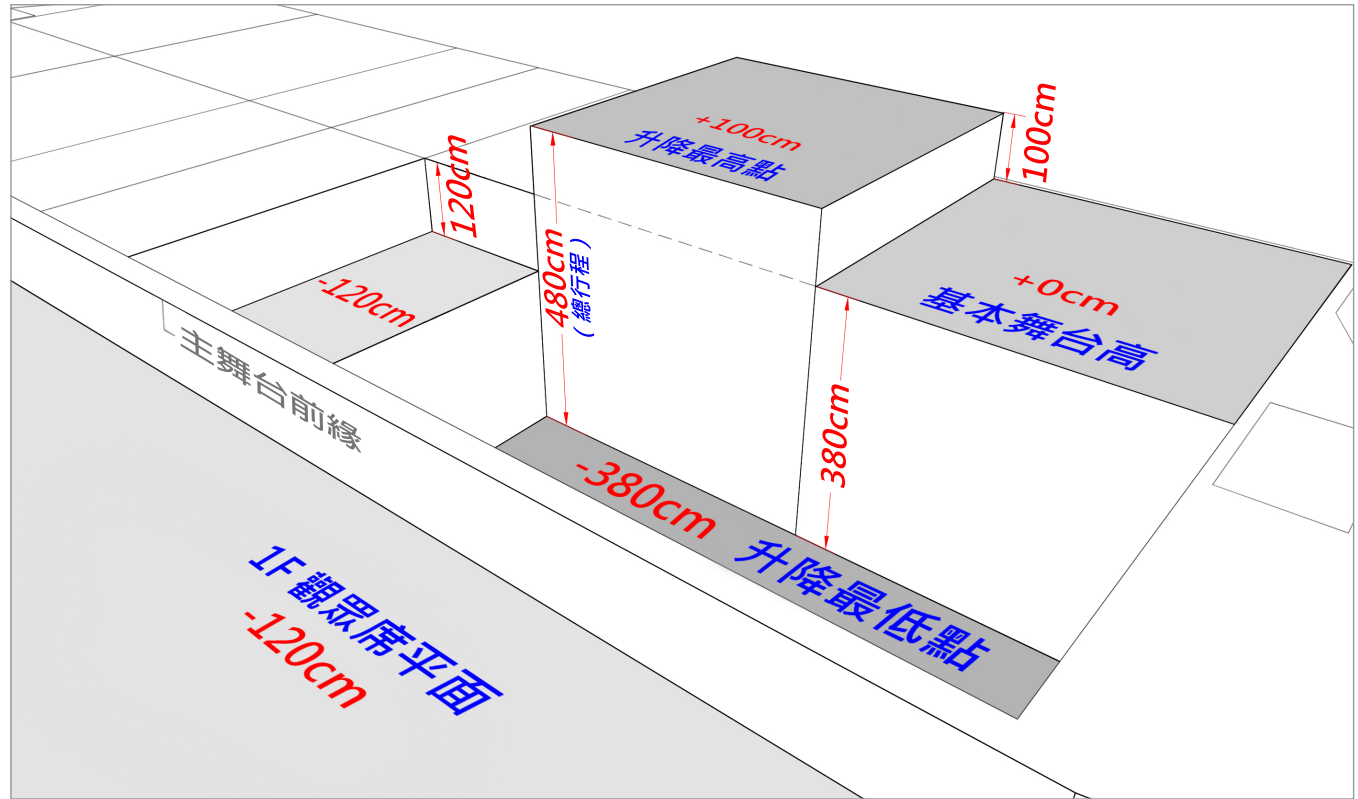 +100cm
升降最高點
100cm
120cm
-120cm
480cm
(總行程)
+0cm
基本舞台高
380cm
主舞台前緣
-380cm 升降最低點
1F觀眾席平面
-120cm